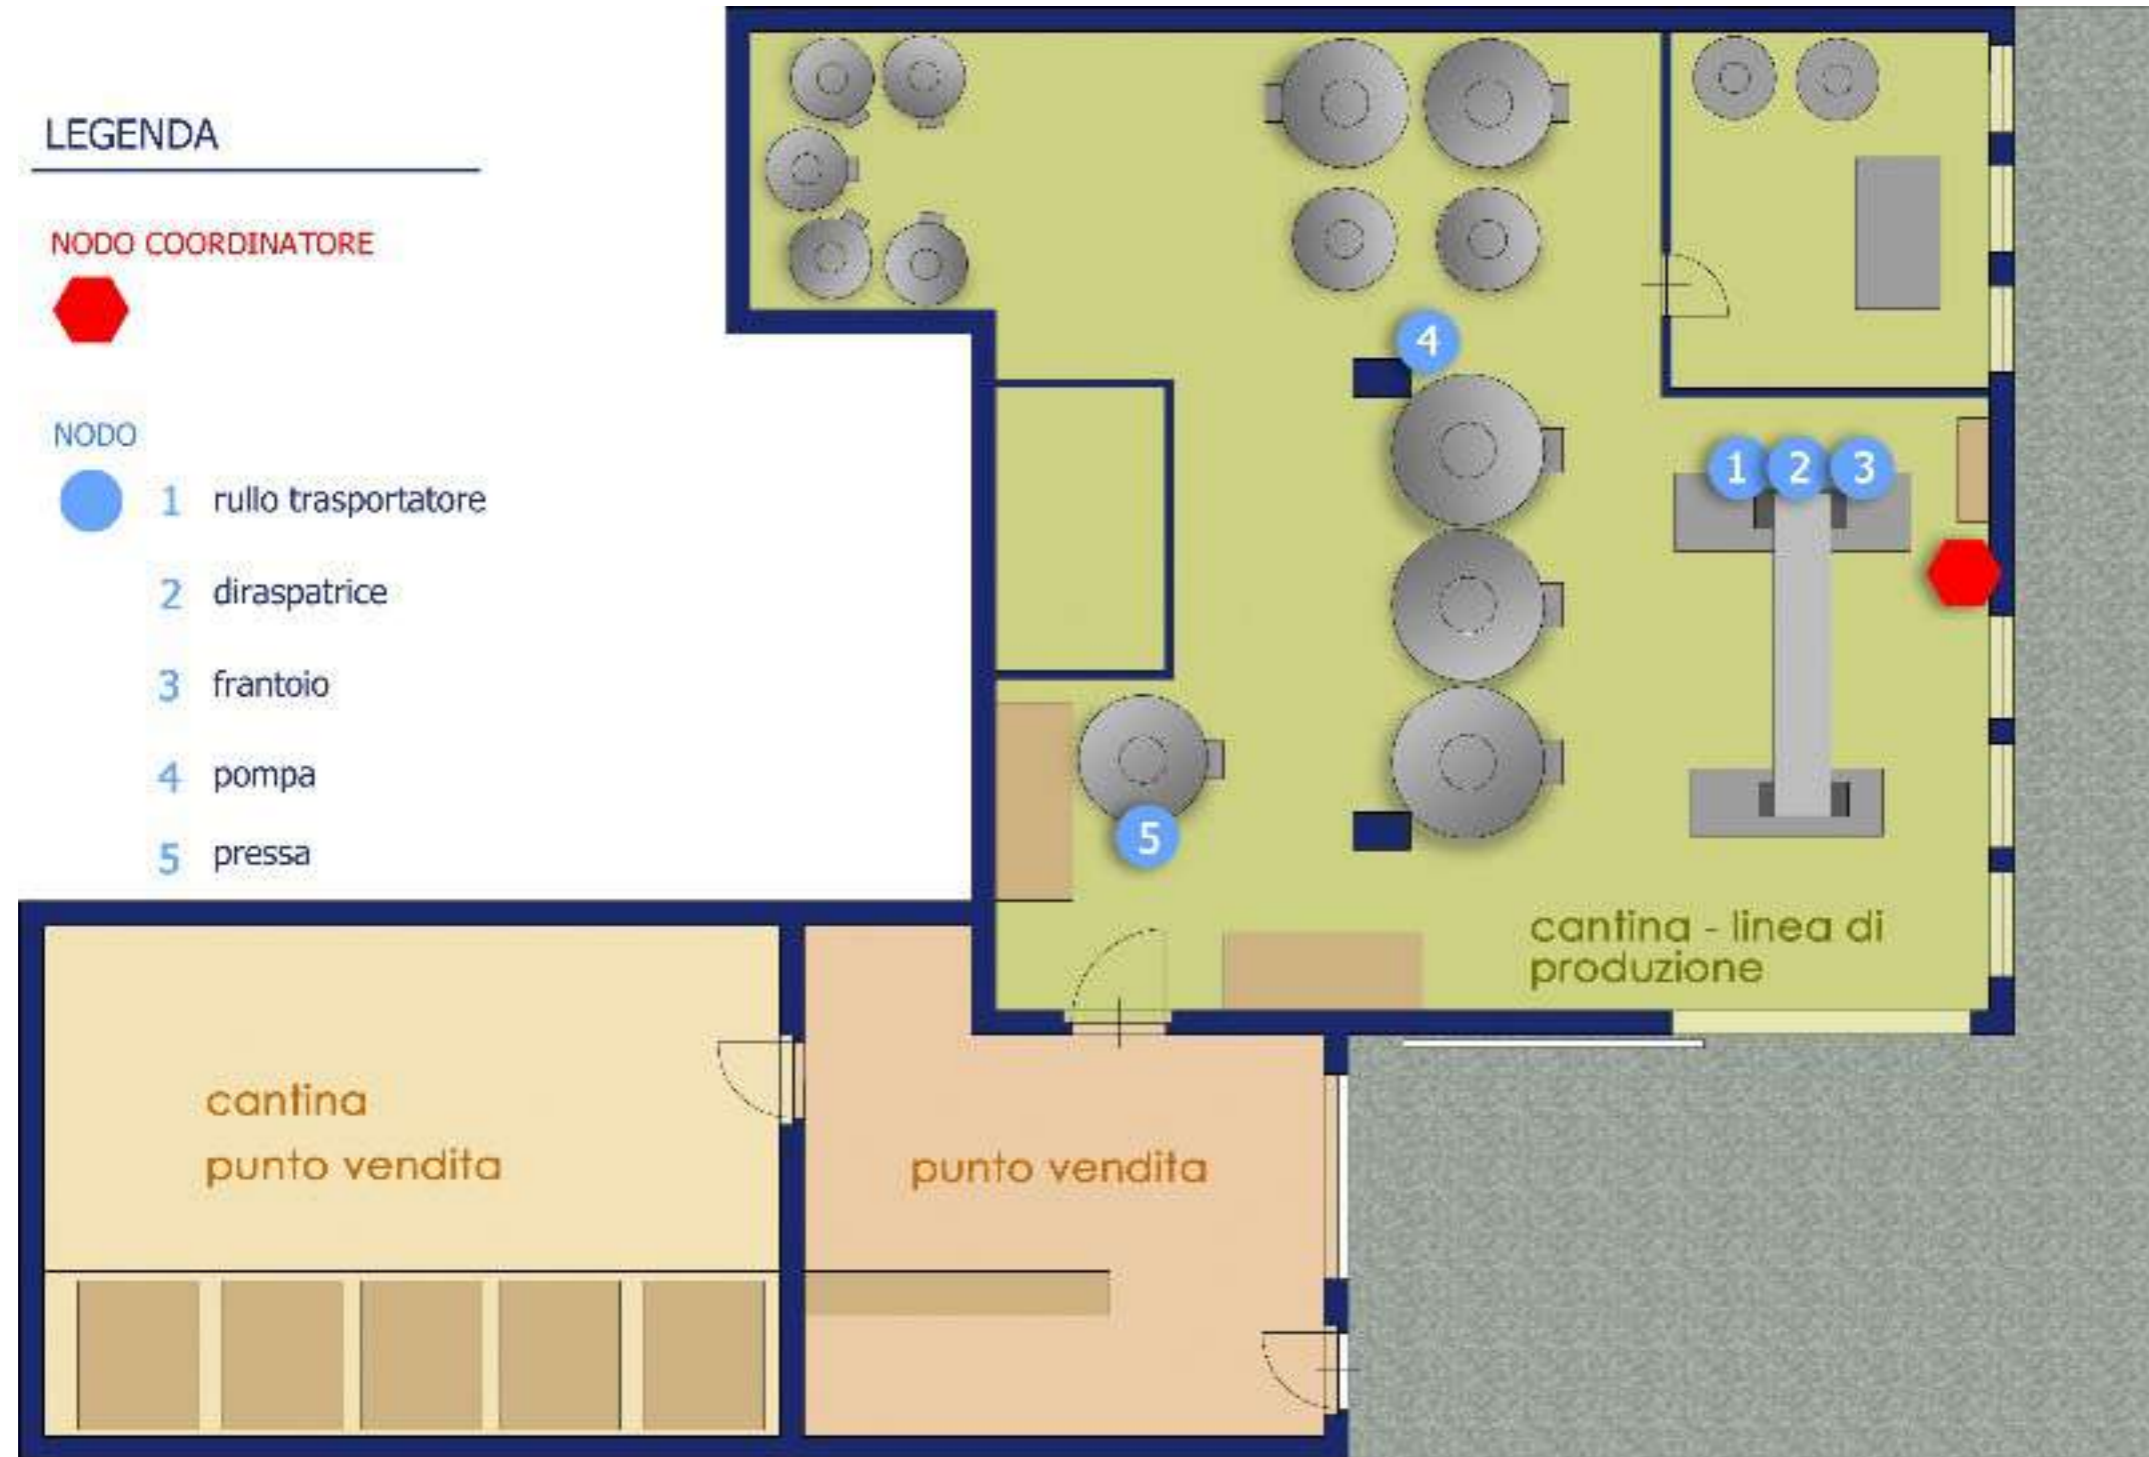 LEGENDA
NODO COORDINATORE
NODO
1 rullo trasportatore
2 diraspatrice
3 frantoio
4 pompa
5 pressa
4
1 2 3
5
cantina - linea di
produzione
cantina
punto vendita
punto vendita